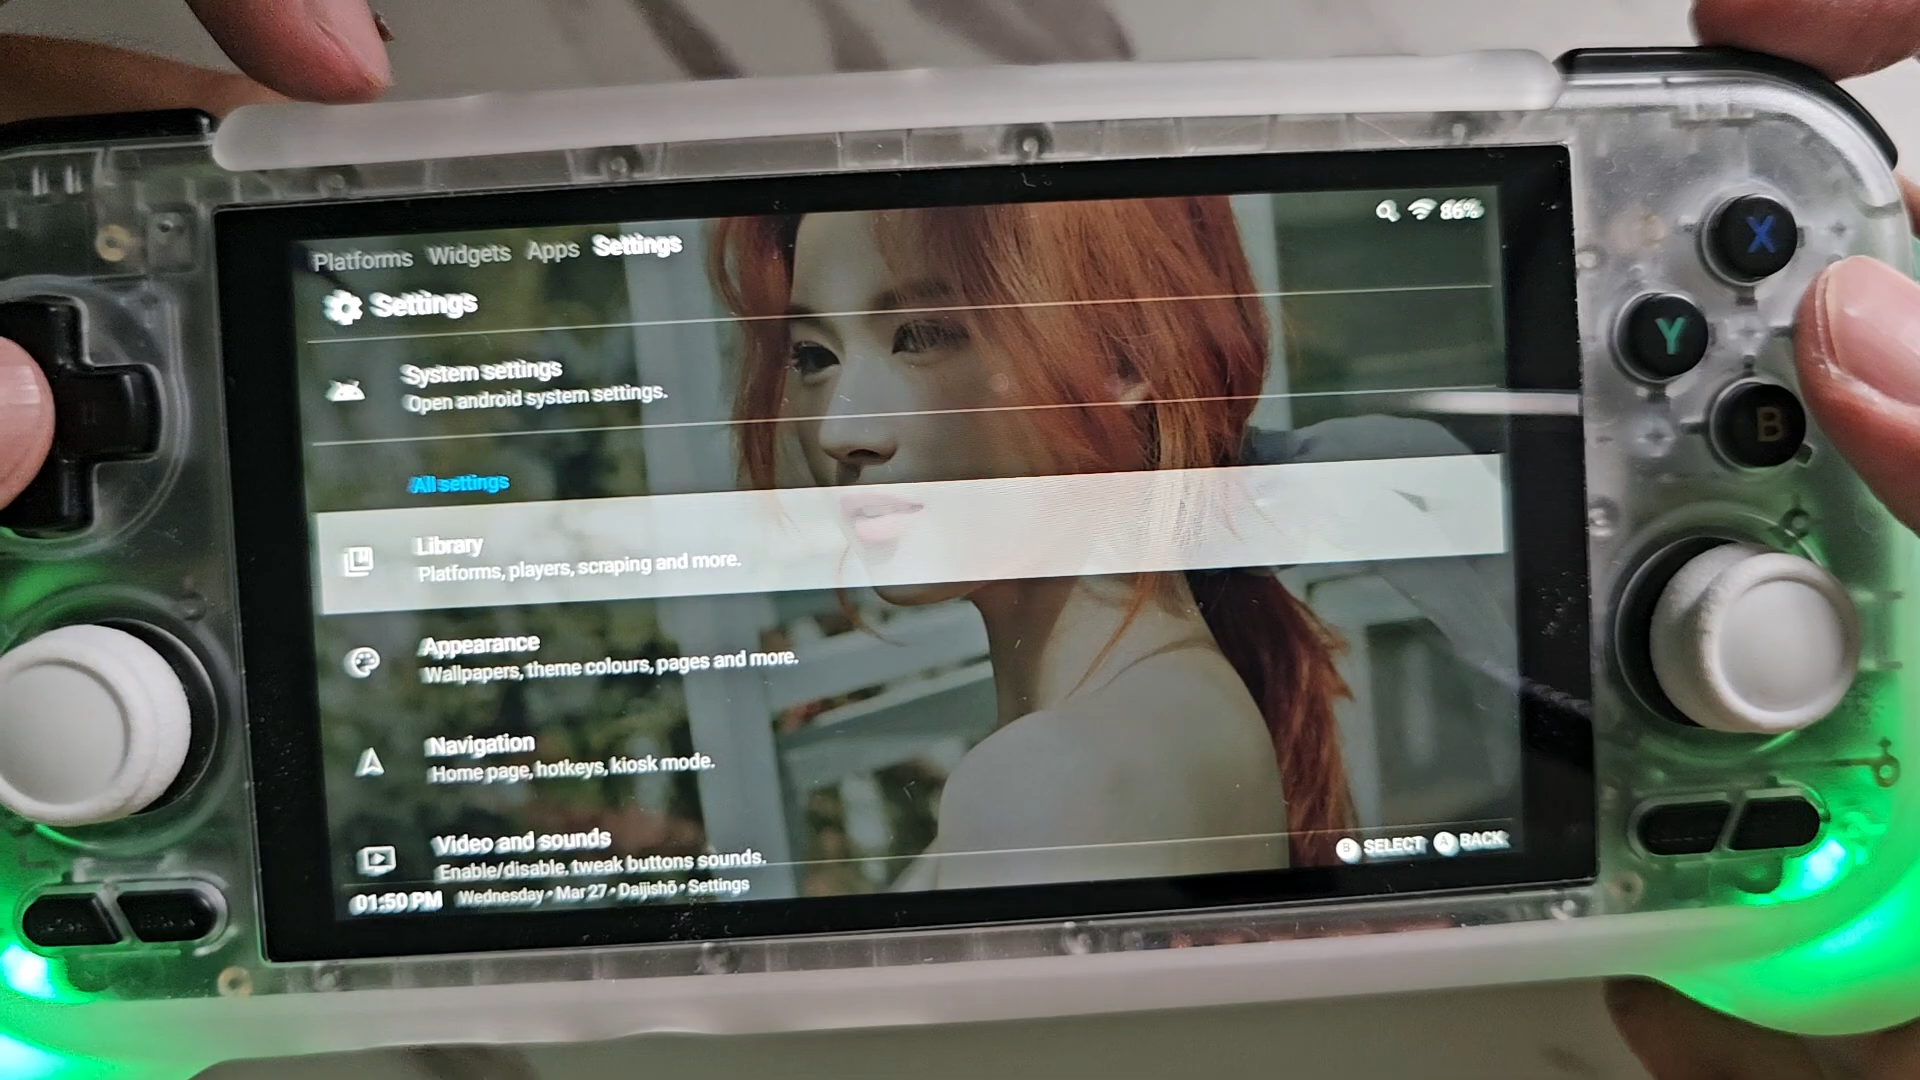 Platforms Widgets Apps Settings
86%
Settings
System settings
Open android system settings.
All settings
Library
Platforms, players, scraping and more.
Appearance
Wallpapers, theme colours, pages and more.
Navigation
Home page, hotkeys, kiosk mode.
Video and sounds
Enable/disable, tweak buttons sounds.
B SELECT A BACK
01:50 PM Wednesday • Mar 27 • Daijishō • Settings
X
Y
B